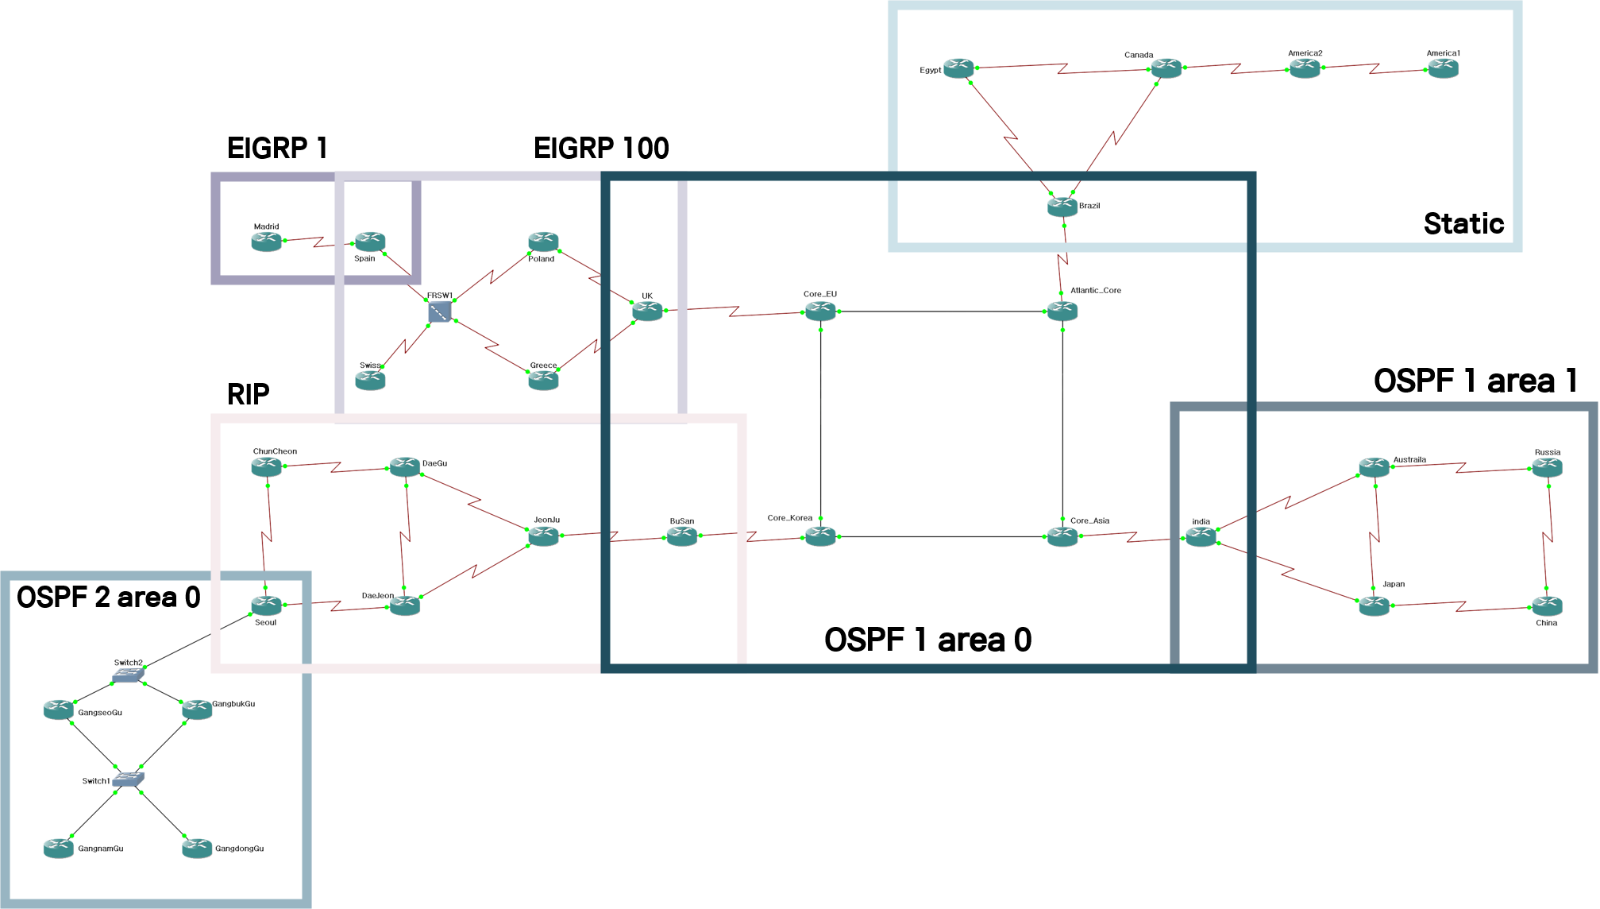 Egypt
Canada
America2
America1
EIGRP 1
EIGRP 100
Brazil
Static
Madrid
Spain
Poland
FRSW1
UK
Core_EU
Atlantic_Core
Swiss
Greece
RIP
OSPF 1 area 1
ChunCheon
DaeGu
Austraila
Russia
JeonJu
BuSan
Core_Korea
Core_Asia
india
OSPF 2 area 0
DaeJeon
Japan
Seoul
China
OSPF 1 area 0
Switch2
GangseoGu
GangbukGu
Switch1
GangnamGu
GangdongGu